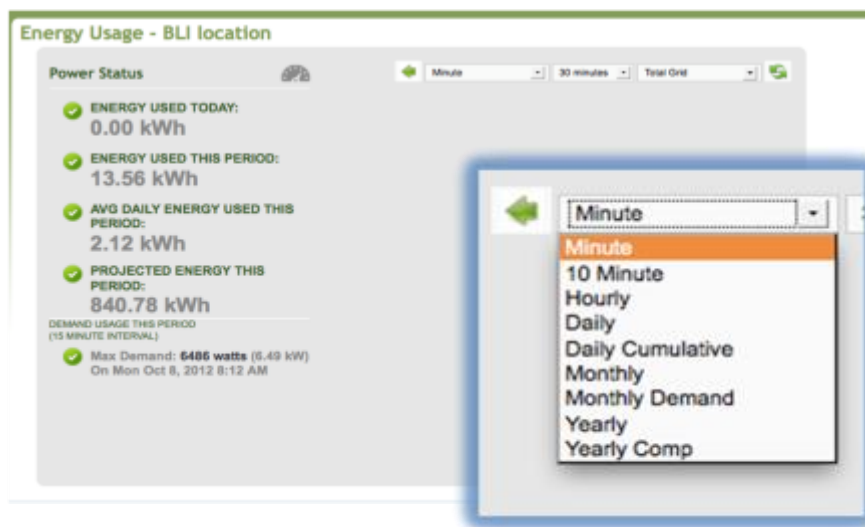 Energy Usage - BLI location
Power Status
Minute
30 minutes
Total Grid
ENERGY USED TODAY:
0.00 kWh
ENERGY USED THIS PERIOD:
13.56 kWh
AVG DAILY ENERGY USED THIS
PERIOD:
2.12 kWh
PROJECTED ENERGY THIS
PERIOD:
840.78 kWh
DEMAND USAGE THIS PERIOD
(15 MINUTE INTERVAL)
Max Demand: 6486 watts (6.49 kW)
On Mon Oct 8, 2012 8:12 AM
Minute
Minute
10 Minute
Hourly
Daily
Daily Cumulative
Monthly
Monthly Demand
Yearly
Yearly Comp